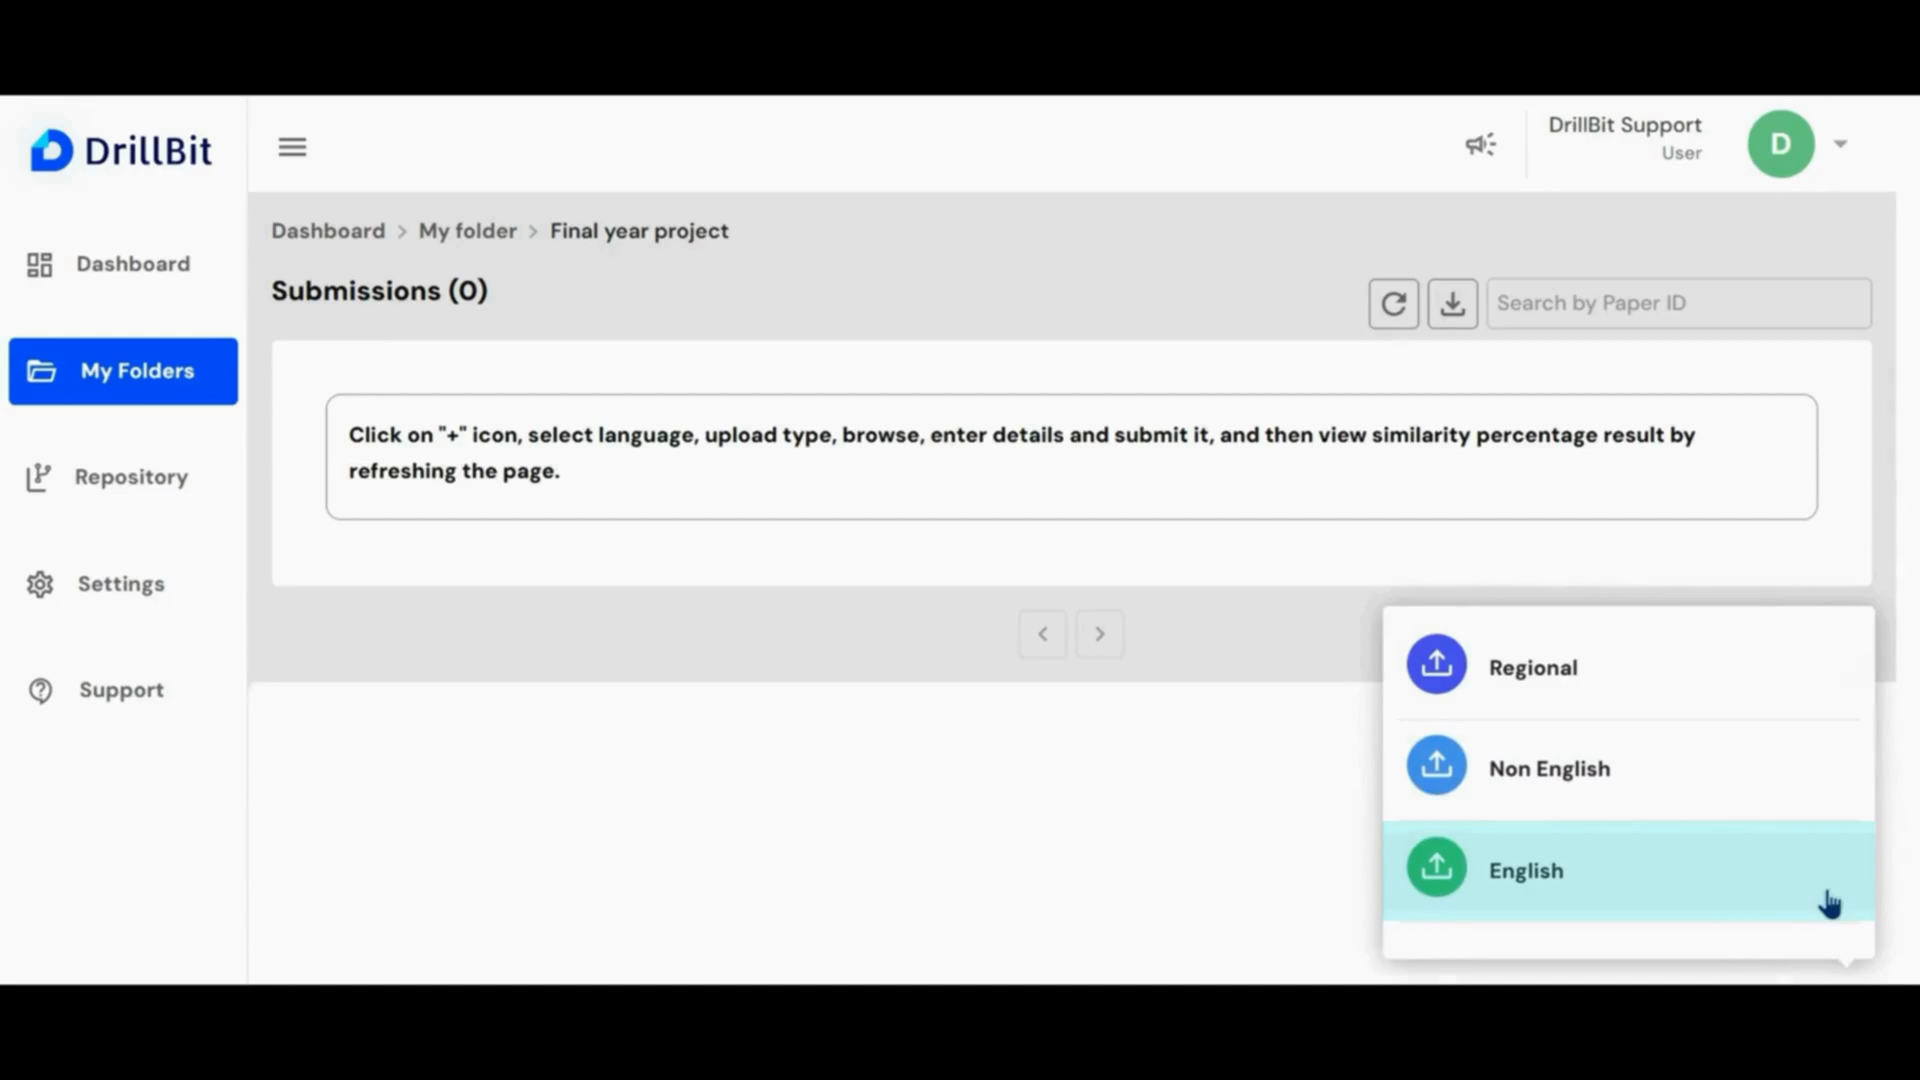 DrillBit
DrillBit Support
User
D
Dashboard
My Folders
Repository
Settings
Support
Dashboard > My folder > Final year project
Submissions (0)
Search by Paper ID
Click on "+" icon, select language, upload type, browse, enter details and submit it, and then view similarity percentage result by
refreshing the page.
Regional
Non English
English